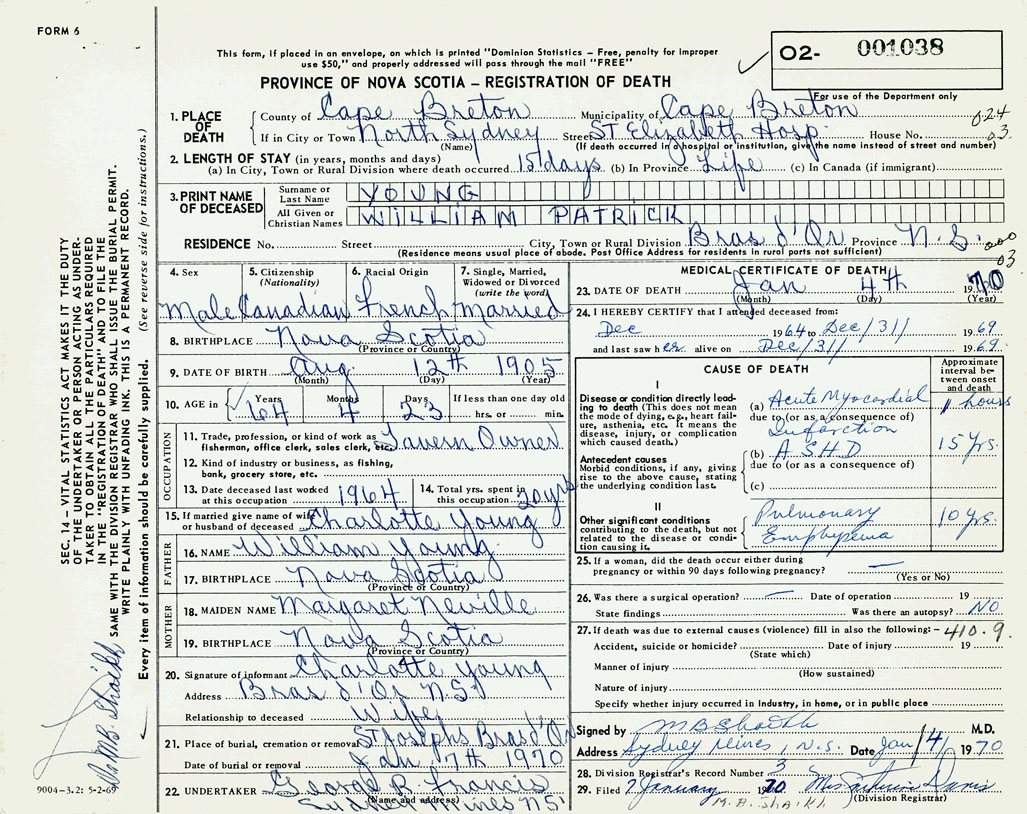 FORM 6
This form, if placed in an envelope, on which is printed "Dominion Statistics – Free, penalty for improper
use $50," and properly addressed will pass through the mail "FREE"
O2- 001038
PROVINCE OF NOVA SCOTIA – REGISTRATION OF DEATH
For use of the Department only
1. PLACE OF DEATH County of Cape Breton Municipality of Cape Breton 024
If in City or Town North Sydney Street St Elizabeth Hosp. House No. 03.
(Name) (If death occurred in a hospital or institution, give the name instead of street and number)
2. LENGTH OF STAY (in years, months and days)
(a) In City, Town or Rural Division where death occurred 15 days (b) In Province Life (c) In Canada (if immigrant)
3. PRINT NAME OF DECEASED Surname or Last Name YOUNG
All Given or Christian Names WILLIAM PATRICK
RESIDENCE No. Street City, Town or Rural Division Bras d'Or Province N.S. 000
(Residence means usual place of abode. Post Office Address for residents in rural parts not sufficient) 03
4. Sex 5. Citizenship (Nationality) 6. Racial Origin 7. Single, Married, Widowed or Divorced (write the word)
Male Canadian French Married
8. BIRTHPLACE Nova Scotia
(Province or Country)
9. DATE OF BIRTH Aug. 12th 1905
(Month) (Day) (Year)
10. AGE in Years Months Days If less than one day old
64 4 23 hrs. or min.
OCCUPATION
11. Trade, profession, or kind of work as fisherman, office clerk, sales clerk, etc. Tavern Owner
12. Kind of industry or business, as fishing, bank, grocery store, etc.
13. Date deceased last worked at this occupation 1964 14. Total yrs. spent in this occupation 20 yrs
15. If married give name of wife or husband of deceased Charlotte Young
FATHER
16. NAME William Young
17. BIRTHPLACE Nova Scotia
(Province or Country)
MOTHER
18. MAIDEN NAME Margaret Neville
19. BIRTHPLACE Nova Scotia
(Province or Country)
20. Signature of informant Charlotte Young
Address Bras d'Or N.S.
Relationship to deceased Wife
21. Place of burial, cremation or removal St Josephs Bras d'Or
Date of burial or removal Jan 7th 1970
22. UNDERTAKER George R. Francis
(Name and address)
Sydney Mines NS
MEDICAL CERTIFICATE OF DEATH
23. DATE OF DEATH Jan 4th 1970
(Month) (Day) (Year)
24. I HEREBY CERTIFY that I attended deceased from:
Dec 1964 to Dec/31/ 1969
and last saw h er alive on Dec/31/ 1969.
CAUSE OF DEATH Approximate interval between onset and death
I
Disease or condition directly leading to death (This does not mean the mode of dying, e.g., heart failure, asthenia, etc. It means the disease, injury, or complication which caused death.)
(a) Acute Myocardial hours
due to (or as a consequence of)
Infarction
Antecedent causes
Morbid conditions, if any, giving rise to the above cause, stating the underlying condition last.
(b) A.S.H.D 15 yrs.
due to (or as a consequence of)
(c)
II
Other significant conditions
contributing to the death, but not related to the disease or condition causing it.
Pulmonary Emphysema 10 yrs.
25. If a woman, did the death occur either during
pregnancy or within 90 days following pregnancy? —
(Yes or No)
26. Was there a surgical operation? — Date of operation 19
State findings Was there an autopsy? NO
27. If death was due to external causes (violence) fill in also the following: – 410.9.
Accident, suicide or homicide? Date of injury 19
(State which)
Manner of injury
(How sustained)
Nature of injury
Specify whether injury occurred in Industry, in home, or in public place
Signed by M B Shaikh M.D.
Address Sydney Mines, N.S. Date Jan/4/ 1970
28. Division Registrar's Record Number 3
29. Filed 7 January 1970 Mrs Davis
M.B. Shaikh (Division Registrar)
SEC. 14 – VITAL STATISTICS ACT MAKES IT THE DUTY
OF THE UNDERTAKER OR PERSON ACTING AS UNDER-
TAKER TO OBTAIN ALL THE PARTICULARS REQUIRED
IN THE "REGISTRATION OF DEATH" AND TO FILE THE
SAME WITH THE DIVISION REGISTRAR WHO SHALL ISSUE THE BURIAL PERMIT.
WRITE PLAINLY WITH UNFADING INK. THIS IS A PERMANENT RECORD.
Every item of information should be carefully supplied. (See reverse side for instructions.)
Dr MB Shaikh
9004–3.2: 5-2-69